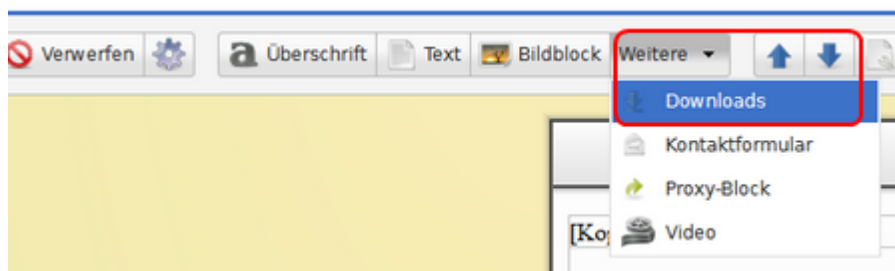 Verwerfen Überschrift Text Bildblock Weitere
Downloads
Kontaktformular
Proxy-Block
Video